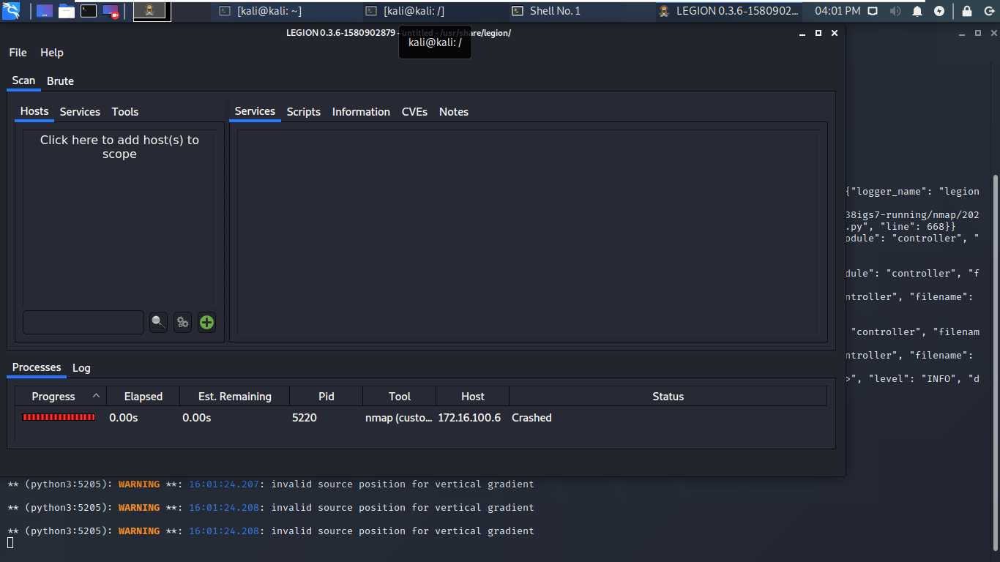 [kali@kali: ~] [kali@kali: /] Shell No. 1 LEGION 0.3.6-1580902... 04:01 PM
LEGION 0.3.6-1580902879 - untitled - /usr/share/legion/
kali@kali: /
File Help
Scan Brute
Hosts Services Tools Services Scripts Information CVEs Notes
Click here to add host(s) to
scope
{"logger_name": "legion
38igs7-running/nmap/202
.py", "line": 668}}
odule": "controller", "
dule": "controller", "f
ntroller", "filename":
"controller", "filenam
ntroller", "filename":
>", "level": "INFO", "d
Processes Log
Progress Elapsed Est. Remaining Pid Tool Host Status
0.00s 0.00s 5220 nmap (custo... 172.16.100.6 Crashed
** (python3:5205): WARNING **: 16:01:24.207: invalid source position for vertical gradient
** (python3:5205): WARNING **: 16:01:24.208: invalid source position for vertical gradient
** (python3:5205): WARNING **: 16:01:24.208: invalid source position for vertical gradient